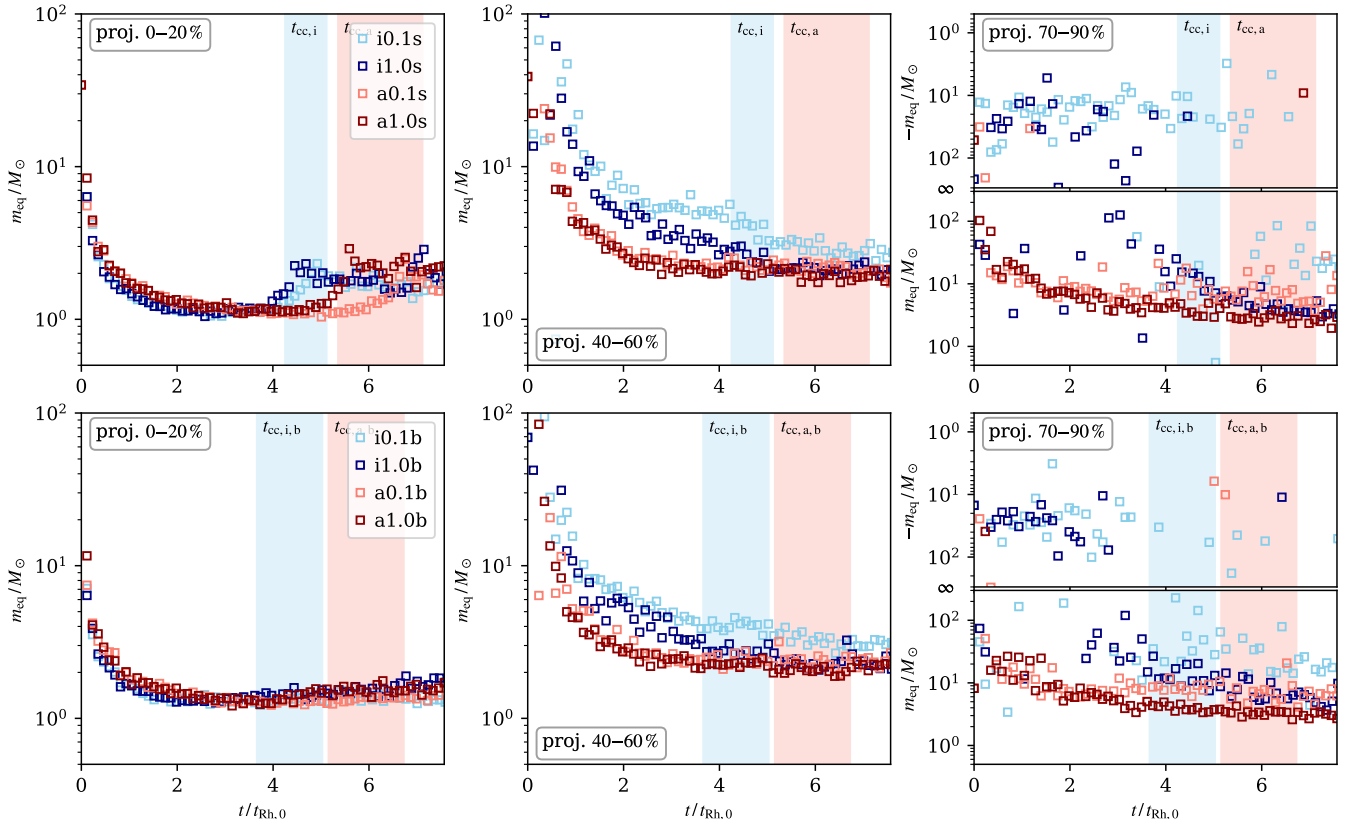 10²
10¹
10⁰
m_eq/M_⊙
proj. 0−20%
t_cc, i
t_cc, a
i0.1s
i1.0s
a0.1s
a1.0s
0 2 4 6
10²
10¹
10⁰
m_eq/M_⊙
t_cc, i
t_cc, a
proj. 40−60%
0 2 4 6
10⁰
10¹
10²
∞
10²
10¹
10⁰
−m_eq/M_⊙
m_eq/M_⊙
proj. 70−90%
t_cc, i
t_cc, a
0 2 4 6
10²
10¹
10⁰
m_eq/M_⊙
proj. 0−20%
t_cc, i, b
t_cc, a, b
i0.1b
i1.0b
a0.1b
a1.0b
0 2 4 6
t/t_Rh, 0
10²
10¹
10⁰
m_eq/M_⊙
t_cc, i, b
t_cc, a, b
proj. 40−60%
0 2 4 6
t/t_Rh, 0
10⁰
10¹
10²
∞
10²
10¹
10⁰
−m_eq/M_⊙
m_eq/M_⊙
proj. 70−90%
t_cc, i, b
t_cc, a, b
0 2 4 6
t/t_Rh, 0